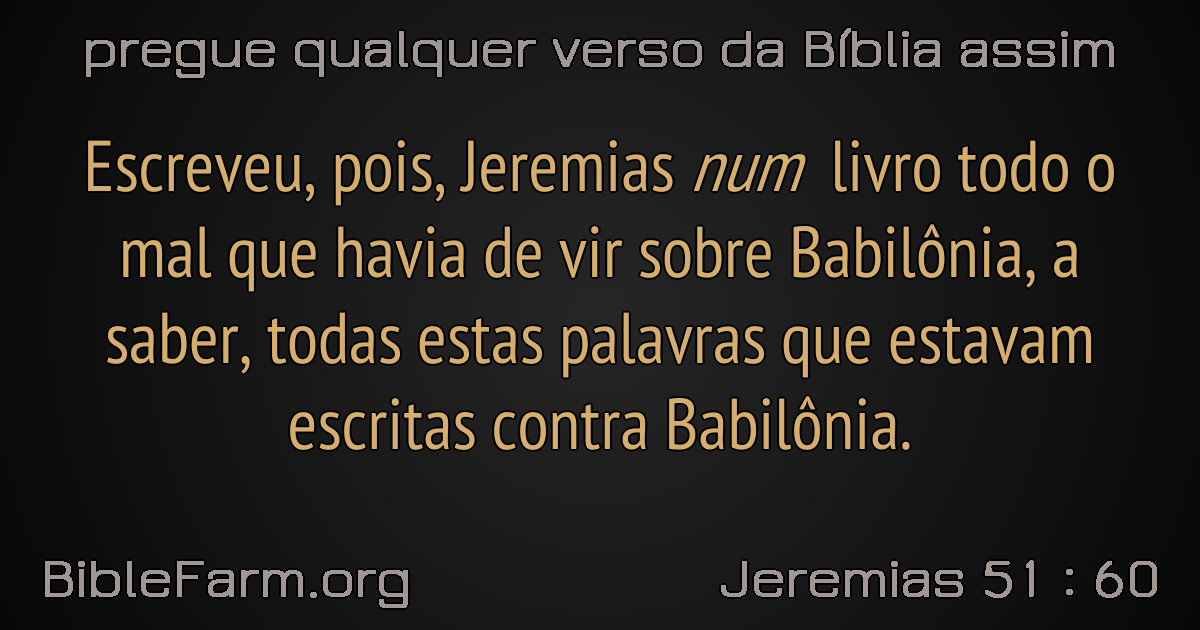 pregue qualquer verso da Bíblia assim
Escreveu, pois, Jeremias num livro todo o
mal que havia de vir sobre Babilônia, a
saber, todas estas palavras que estavam
escritas contra Babilônia.
BibleFarm.org
Jeremias 51 : 60